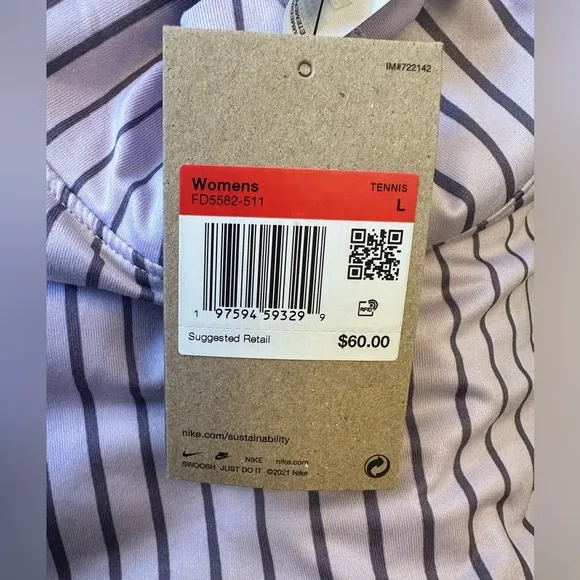 IM#722142
Womens TENNIS
FD5582-511 L
1 97594 59329 9
RFID
Suggested Retail $60.00
nike.com/sustainability
NIKE nike.com
SWOOSH JUST DO IT ©2021 Nike